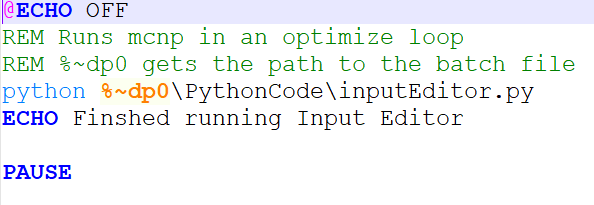 @ECHO OFF
REM Runs mcnp in an optimize loop
REM %~dp0 gets the path to the batch file
python %~dp0\PythonCode\inputEditor.py
ECHO Finshed running Input Editor
PAUSE